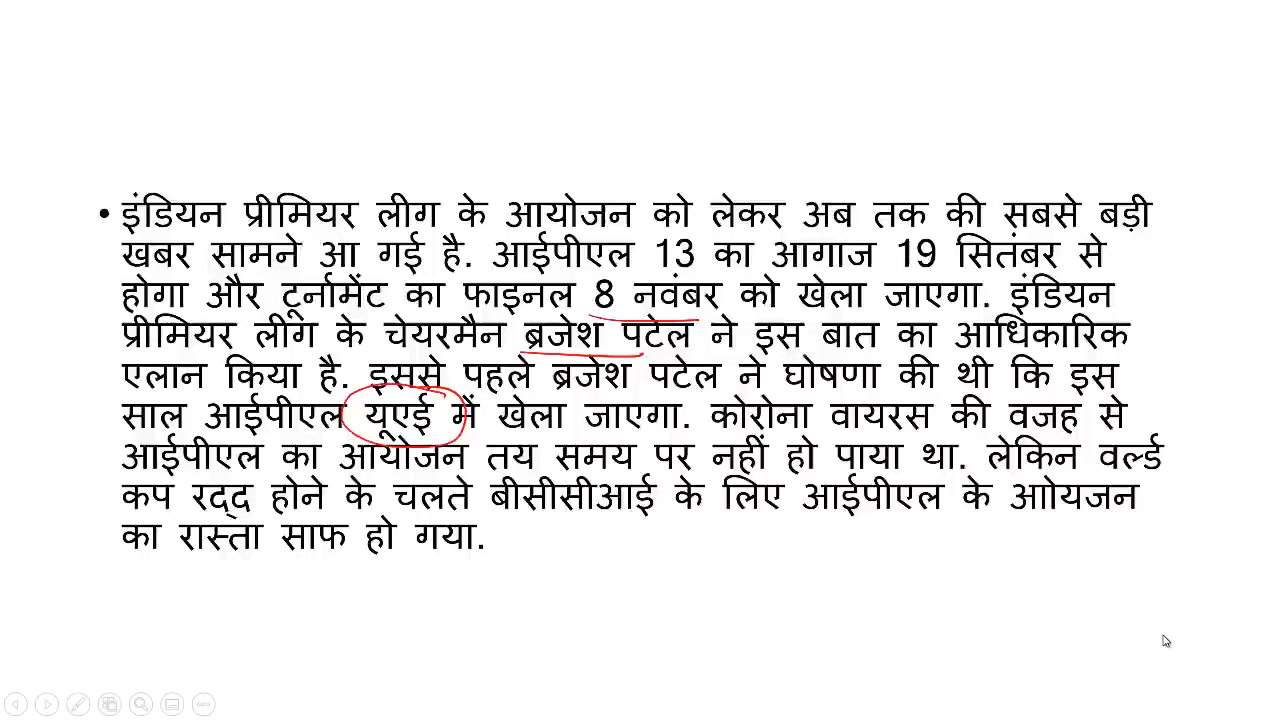 • इंडियन प्रीमियर लीग के आयोजन को लेकर अब तक की सबसे बड़ी
खबर सामने आ गई है. आईपीएल 13 का आगाज 19 सितंबर से
होगा और टूर्नामेंट का फाइनल 8 नवंबर को खेला जाएगा. इंडियन
प्रीमियर लीग के चेयरमैन ब्रजेश पटेल ने इस बात का आधिकारिक
एलान किया है. इससे पहले ब्रजेश पटेल ने घोषणा की थी कि इस
साल आईपीएल यूएई में खेला जाएगा. कोरोना वायरस की वजह से
आईपीएल का आयोजन तय समय पर नहीं हो पाया था. लेकिन वर्ल्ड
कप रद्द होने के चलते बीसीसीआई के लिए आईपीएल के आोयजन
का रास्ता साफ हो गया.